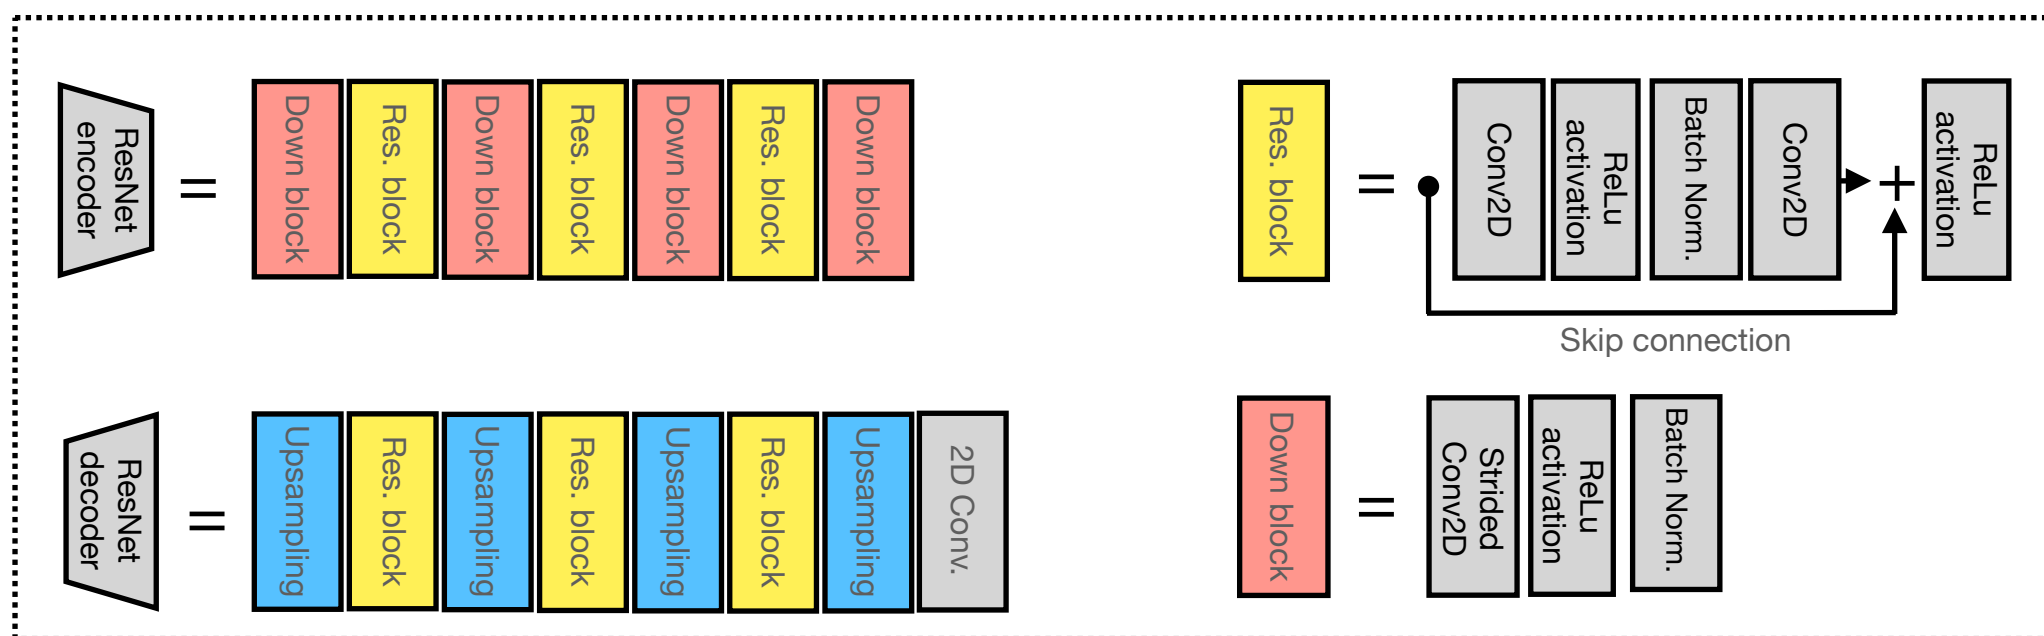 ResNet
encoder
=
Down block
Res. block
Down block
Res. block
Down block
Res. block
Down block
Res. block
=
Conv2D
ReLu
activation
Batch Norm.
Conv2D
+
ReLu
activation
Skip connection
ResNet
decoder
=
Upsampling
Res. block
Upsampling
Res. block
Upsampling
Res. block
Upsampling
2D Conv.
Down block
=
Strided
Conv2D
ReLu
activation
Batch Norm.